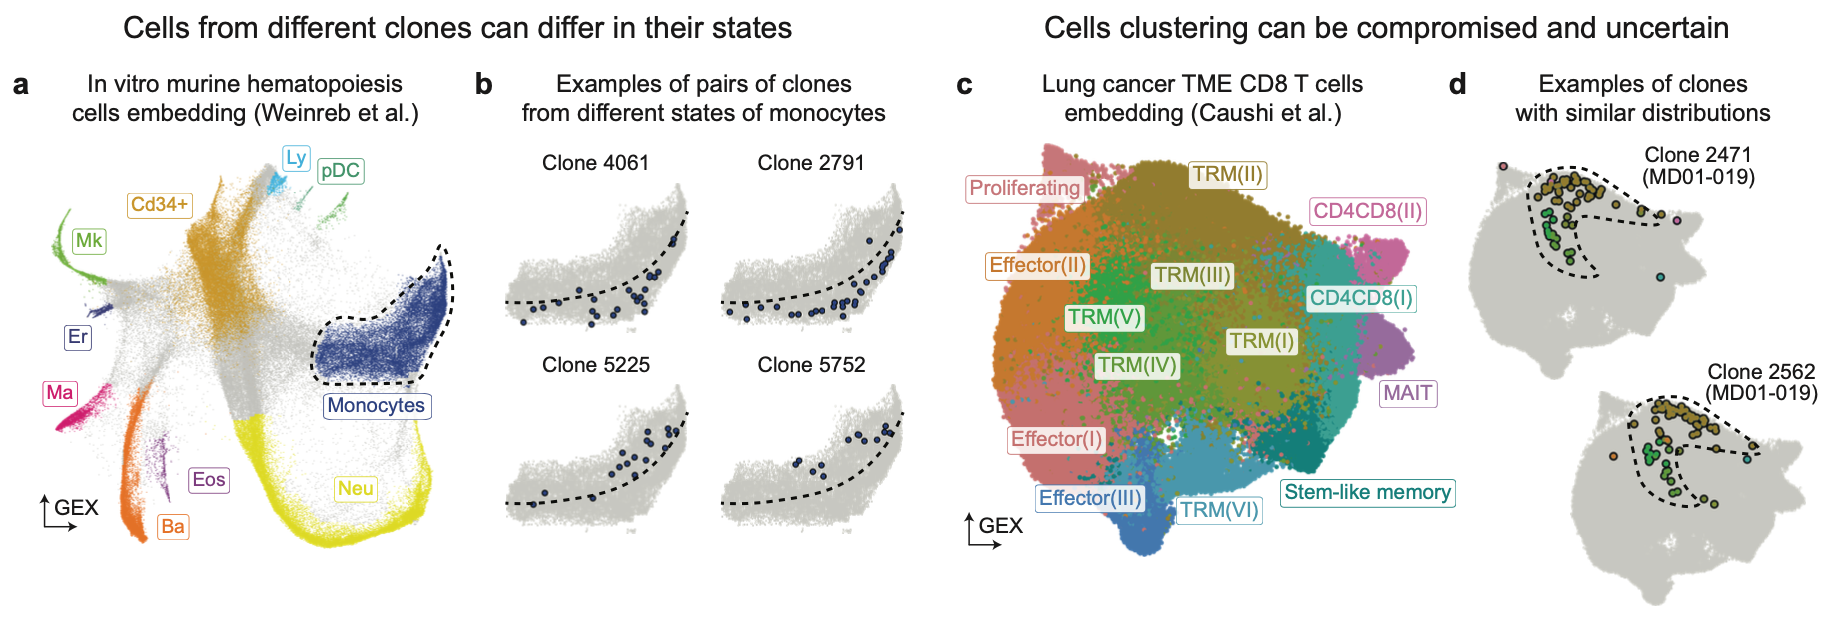 Cells from different clones can differ in their states
Cells clustering can be compromised and uncertain
a
In vitro murine hematopoiesis
cells embedding (Weinreb et al.)
Ly
pDC
Cd34+
Mk
Er
Ma
Monocytes
Eos
Neu
Ba
GEX
b
Examples of pairs of clones
from different states of monocytes
Clone 4061
Clone 2791
Clone 5225
Clone 5752
c
Lung cancer TME CD8 T cells
embedding (Caushi et al.)
Proliferating
TRM(II)
CD4CD8(II)
Effector(II)
TRM(III)
CD4CD8(I)
TRM(V)
TRM(I)
TRM(IV)
MAIT
Effector(I)
Effector(III)
TRM(VI)
Stem-like memory
GEX
d
Examples of clones
with similar distributions
Clone 2471
(MD01-019)
Clone 2562
(MD01-019)